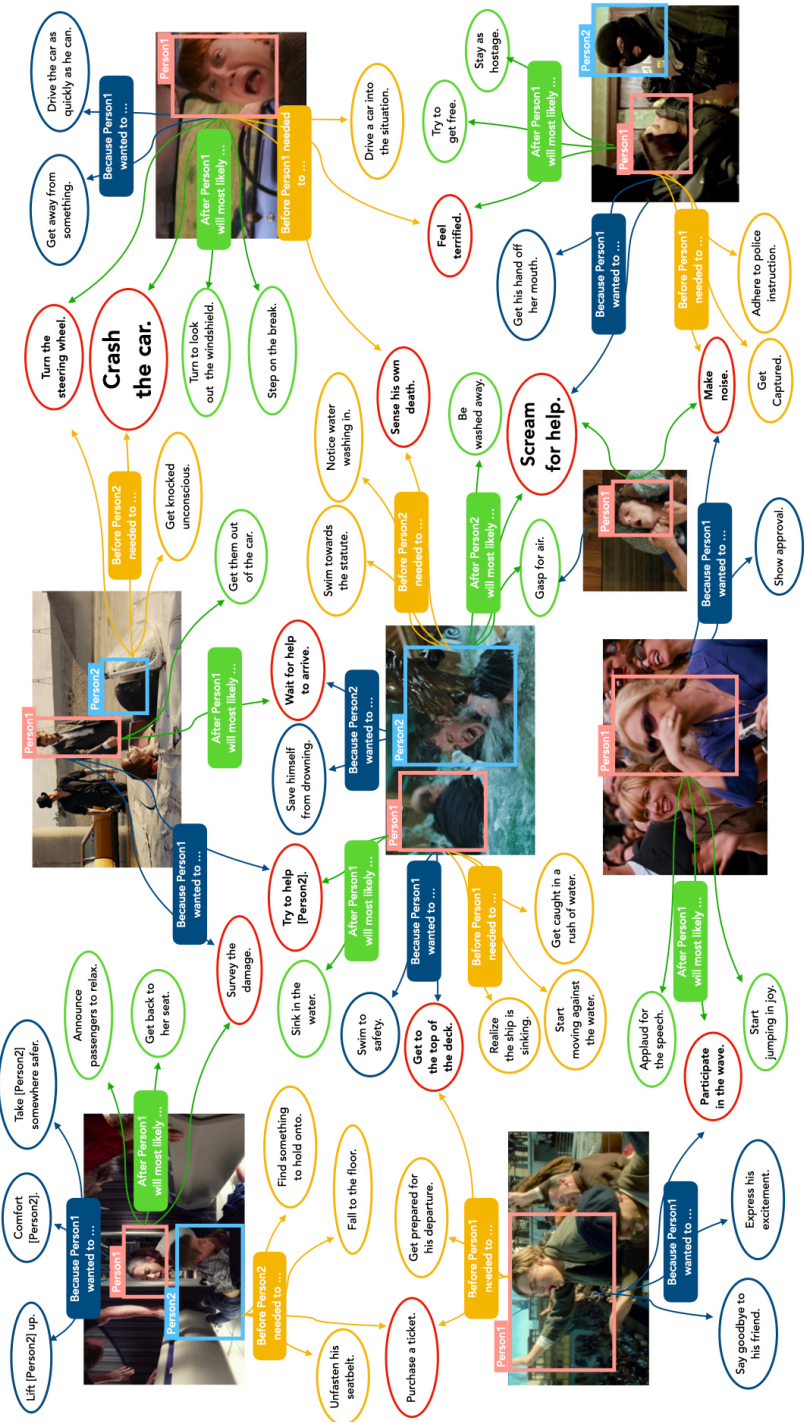 Lift [Person2] up.
Comfort
[Person2].
Take [Person2]
somewhere safer.
Because Person1
wanted to ...
Announce
passengers to relax.
Get back to
her seat.
After Person1
will most likely ...
Person1
Person2
Before Person2
needed to ...
Unfasten his
seatbelt.
Fall to the floor.
Find something
to hold onto.
Purchase a ticket.
Survey the
damage.
Person1
Person2
Because Person1
wanted to ...
After Person1
will most likely ...
Before Person2
needed to ...
Get knocked
unconscious.
Get them out
of the car.
Try to help
[Person2].
Wait for help
to arrive.
Turn the
steering wheel.
Crash
the car.
Turn to look
out the windshield.
Step on the break.
Get away from
something.
Drive the car as
quickly as he can.
Because Person1
wanted to ...
Person1
After Person1
will most likely ...
Before Person1 needed
to ...
Drive a car into
the situation.
Feel
terrified.
Sense his own
death.
Sink in the
water.
After Person1
will most likely ...
Save himself
from drowning.
Because Person2
wanted to ...
Person1
Person2
Swim to
safety.
Because Person1
wanted to ...
Get to
the top of
the deck.
Before Person1
needed to ...
Realize
the ship is
sinking.
Start
moving against
the water.
Get caught in a
rush of water.
Swim towards
the statute.
Notice water
washing in.
Before Person2
needed to ...
After Person2
will most likely ...
Be
washed away.
Gasp for air.
Scream
for help.
Try to
get free.
Stay as
hostage.
After Person1
will most likely ...
Person1
Person2
Get his hand off
her mouth.
Because Person1
wanted to ...
Before Person1
needed to ...
Adhere to police
instruction.
Get
Captured.
Make
noise.
Person1
Get prepared for
his departure.
Before Person1
needed to ...
Person1
Because Person1
wanted to ...
Say goodbye to
his friend.
Express his
excitement.
Participate
in the wave.
Applaud for
the speech.
After Person1
will most likely ...
Start
jumping in joy.
Person1
Because Person1
wanted to ...
Show approval.